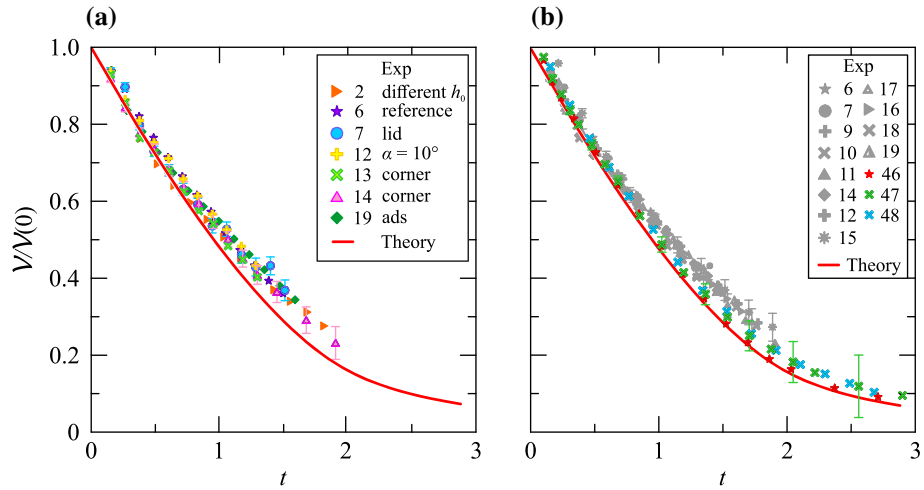 (a)
V/V(0)
1.0
0.8
0.6
0.4
0.2
0
0 1 2 3
t
Exp
2 different h₀
6 reference
7 lid
12 α = 10°
13 corner
14 corner
19 ads
Theory
(b)
0 1 2 3
t
Exp
6 17
7 16
9 18
10 19
11 46
14 47
12 48
15
Theory